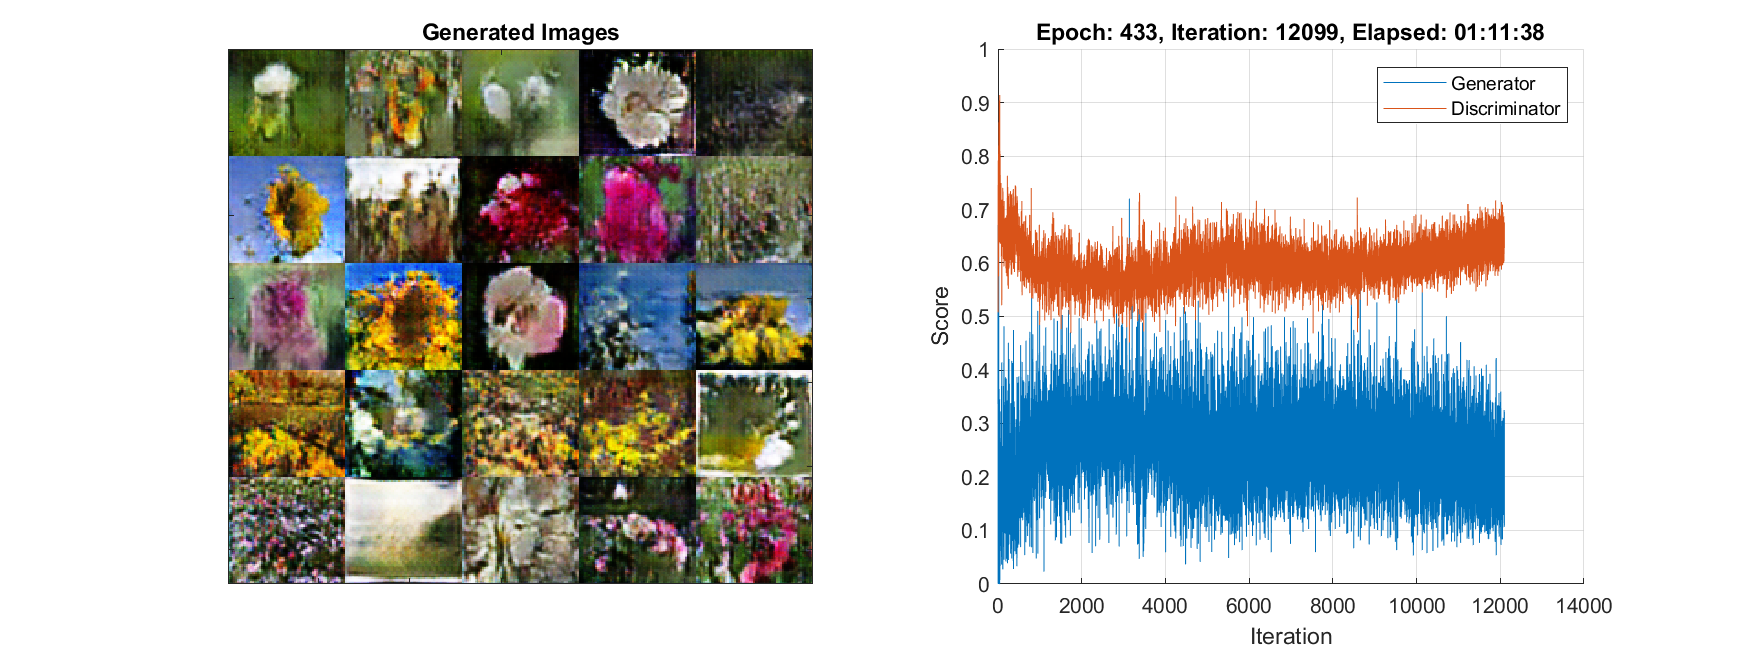 Generated Images
Epoch: 433, Iteration: 12099, Elapsed: 01:11:38
Generator
Discriminator
1
0.9
0.8
0.7
0.6
0.5
0.4
0.3
0.2
0.1
0
Score
0 2000 4000 6000 8000 10000 12000 14000
Iteration